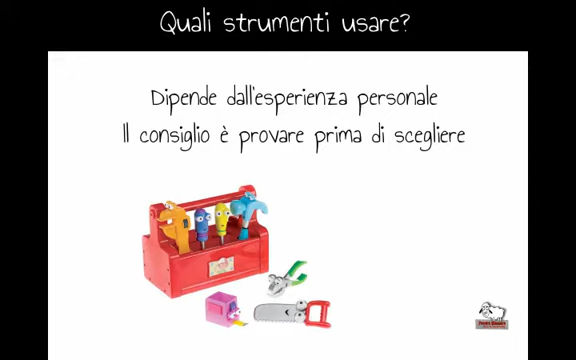 Quali strumenti usare?
Dipende dall'esperienza personale
Il consiglio è provare prima di scegliere